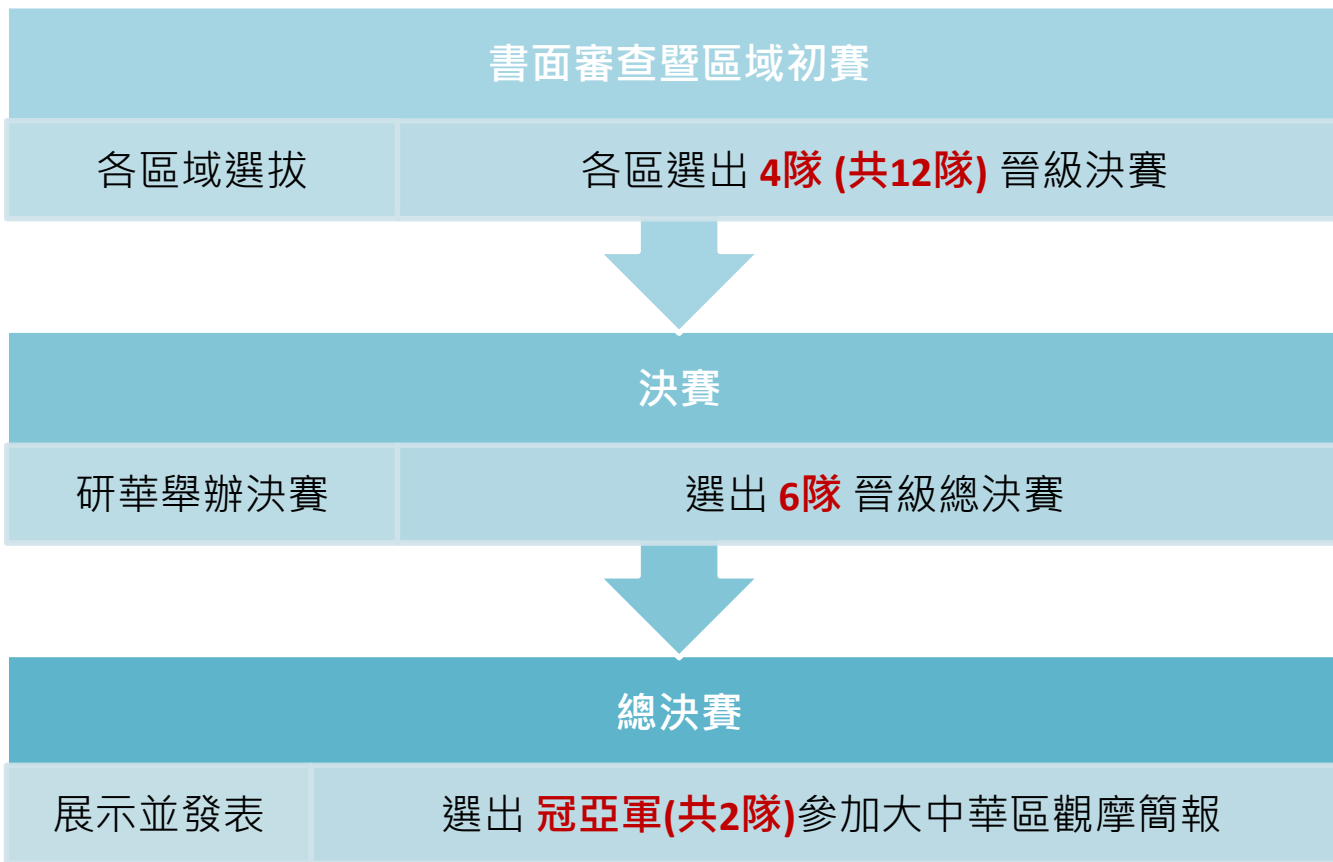 書面審查暨區域初賽
各區域選拔
各區選出 4隊 (共12隊) 晉級決賽
決賽
研華舉辦決賽
選出 6隊 晉級總決賽
總決賽
展示並發表
選出 冠亞軍(共2隊)參加大中華區觀摩簡報